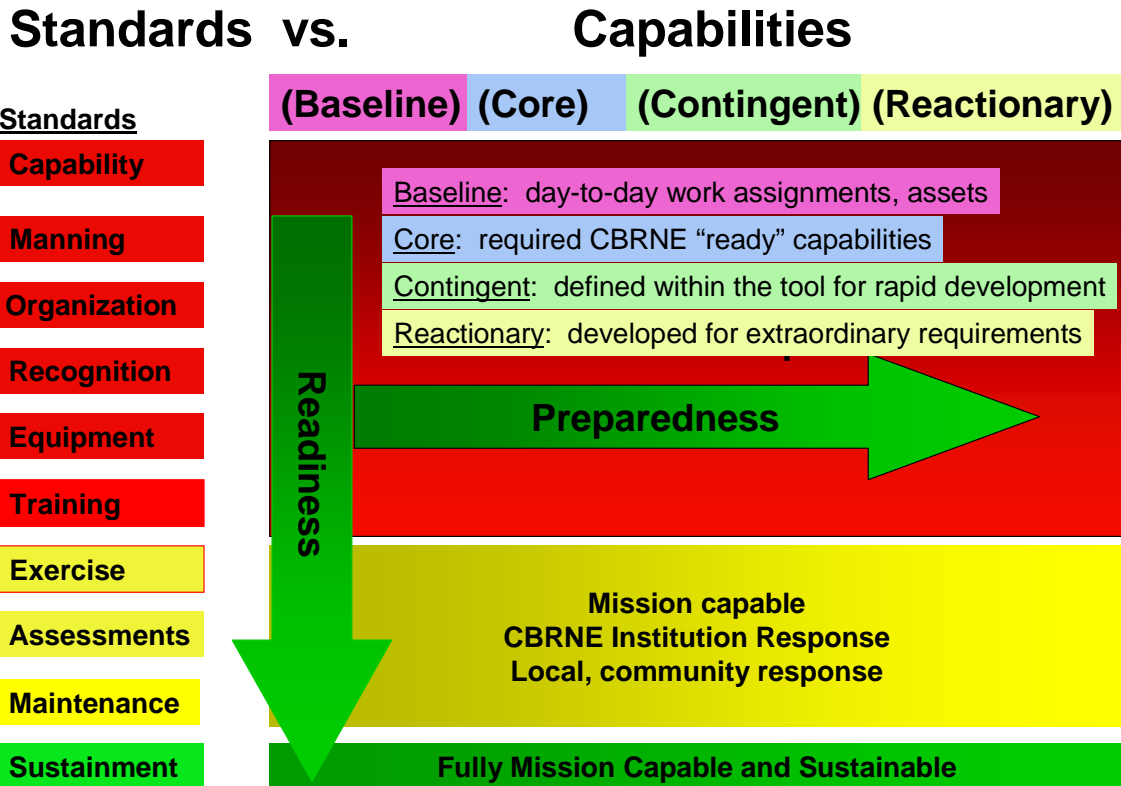 Standards vs. Capabilities
Standards
(Baseline) (Core) (Contingent) (Reactionary)
Capability
Manning
Organization
Recognition
Equipment
Training
Exercise
Assessments
Maintenance
Sustainment
Baseline: day-to-day work assignments, assets
Core: required CBRNE “ready” capabilities
Contingent: defined within the tool for rapid development
Reactionary: developed for extraordinary requirements
Readiness
Preparedness
Mission capable
CBRNE Institution Response
Local, community response
Fully Mission Capable and Sustainable